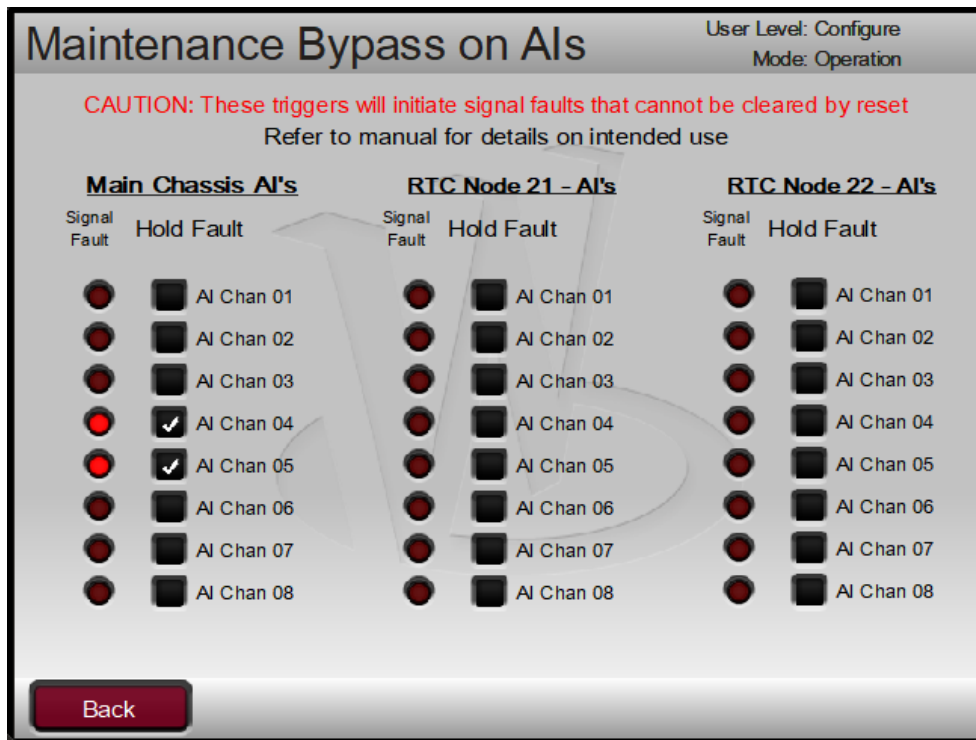 Maintenance Bypass on AIs
User Level: Configure
Mode: Operation
CAUTION: These triggers will initiate signal faults that cannot be cleared by reset
Refer to manual for details on intended use
Main Chassis AI's
Signal Fault
Hold Fault
AI Chan 01
AI Chan 02
AI Chan 03
AI Chan 04
AI Chan 05
AI Chan 06
AI Chan 07
AI Chan 08
RTC Node 21 - AI's
Signal Fault
Hold Fault
AI Chan 01
AI Chan 02
AI Chan 03
AI Chan 04
AI Chan 05
AI Chan 06
AI Chan 07
AI Chan 08
RTC Node 22 - AI's
Signal Fault
Hold Fault
AI Chan 01
AI Chan 02
AI Chan 03
AI Chan 04
AI Chan 05
AI Chan 06
AI Chan 07
AI Chan 08
Back